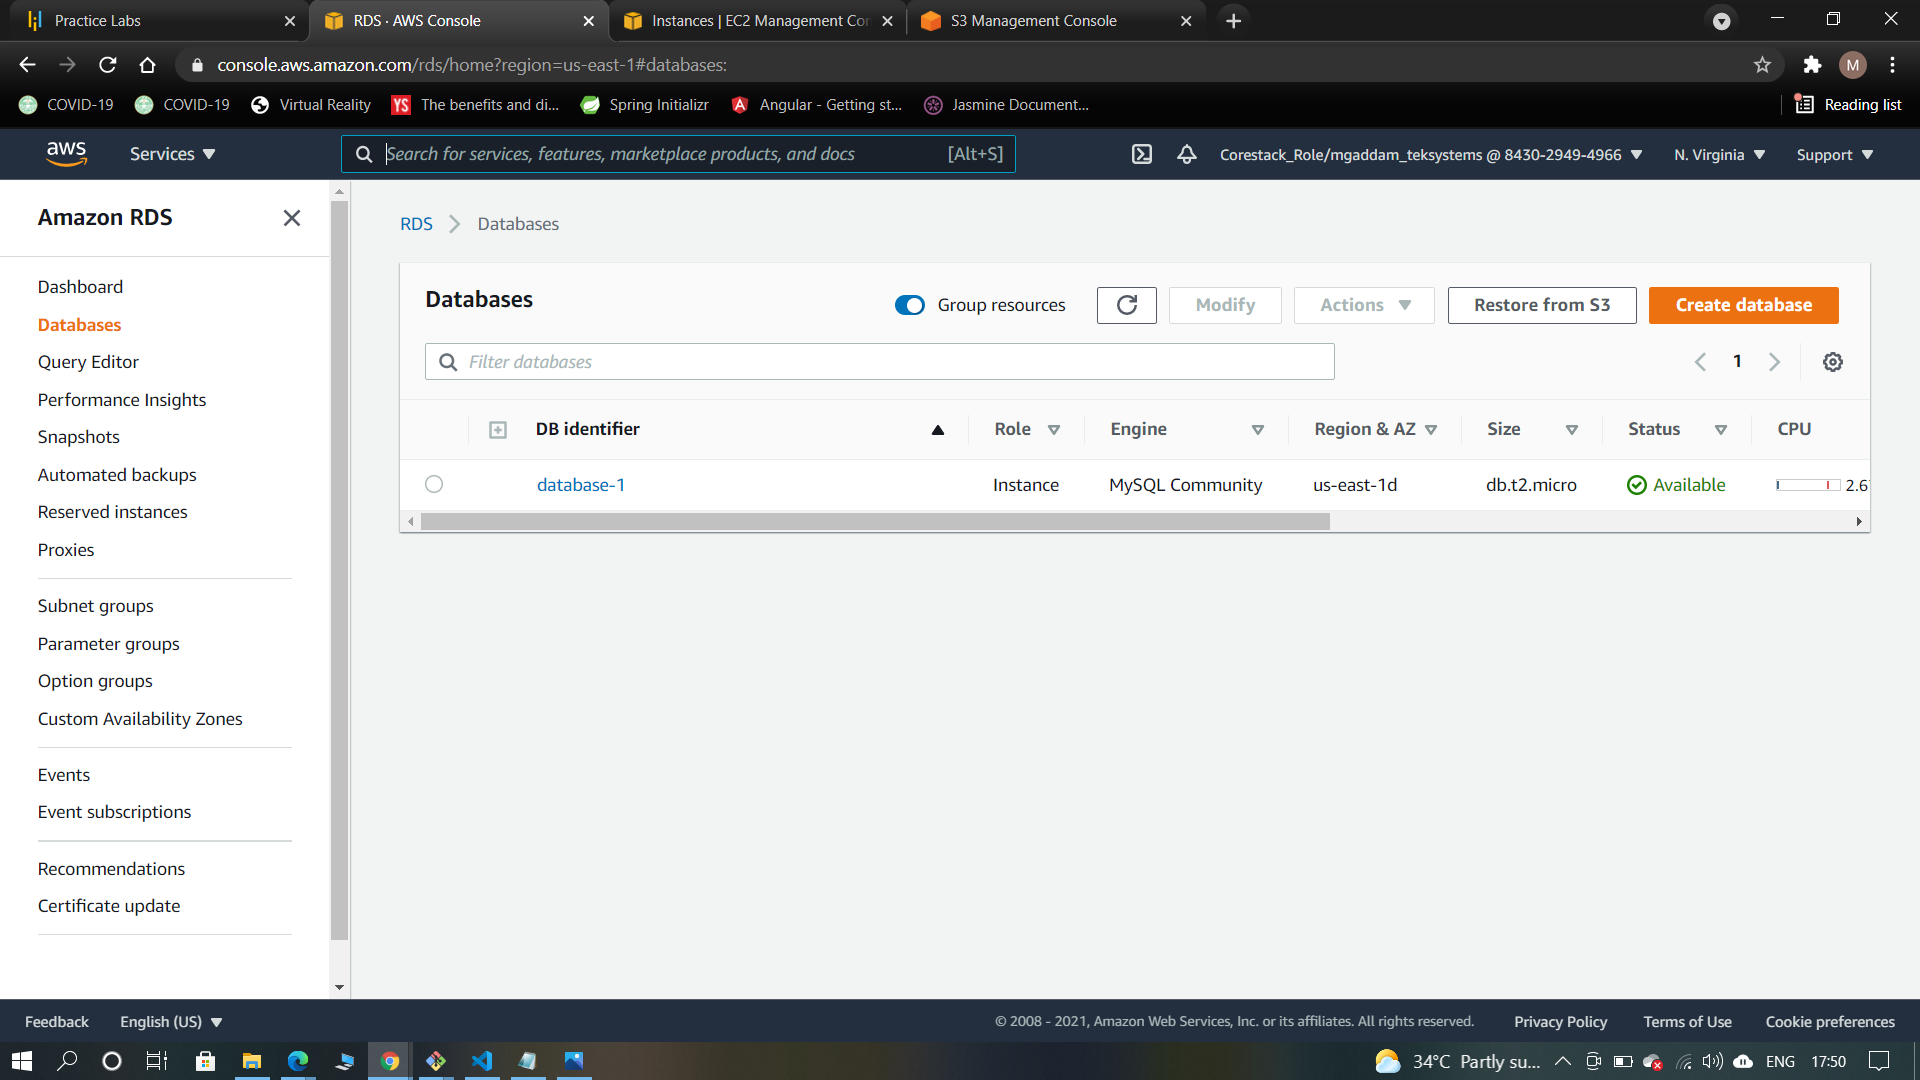 Practice Labs
RDS · AWS Console
Instances | EC2 Management Con
S3 Management Console
console.aws.amazon.com/rds/home?region=us-east-1#databases:
M
COVID-19
COVID-19
Virtual Reality
YS
The benefits and di...
Spring Initializr
Angular - Getting st...
Jasmine Document...
Reading list
aws
Services
Search for services, features, marketplace products, and docs
[Alt+S]
Corestack_Role/mgaddam_teksystems @ 8430-2949-4966
N. Virginia
Support
Amazon RDS
Dashboard
Databases
Query Editor
Performance Insights
Snapshots
Automated backups
Reserved instances
Proxies
Subnet groups
Parameter groups
Option groups
Custom Availability Zones
Events
Event subscriptions
Recommendations
Certificate update
RDS
Databases
Databases
Group resources
Modify
Actions
Restore from S3
Create database
Filter databases
1
DB identifier
Role
Engine
Region & AZ
Size
Status
CPU
database-1
Instance
MySQL Community
us-east-1d
db.t2.micro
Available
2.6
Feedback
English (US)
© 2008 - 2021, Amazon Web Services, Inc. or its affiliates. All rights reserved.
Privacy Policy
Terms of Use
Cookie preferences
34°C Partly su...
ENG
17:50